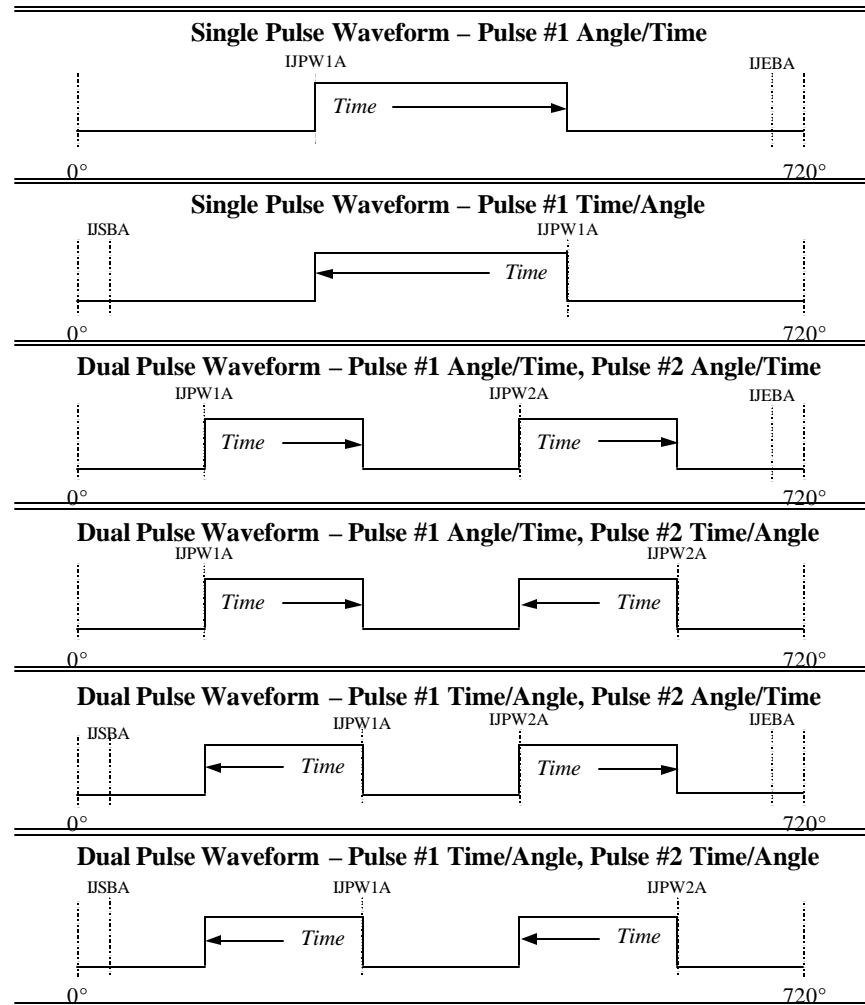 Single Pulse Waveform – Pulse #1 Angle/Time
IJPW1A IJEBA
Time
0° 720°
Single Pulse Waveform – Pulse #1 Time/Angle
IJSBA IJPW1A
Time
0° 720°
Dual Pulse Waveform – Pulse #1 Angle/Time, Pulse #2 Angle/Time
IJPW1A IJPW2A IJEBA
Time Time
0° 720°
Dual Pulse Waveform – Pulse #1 Angle/Time, Pulse #2 Time/Angle
IJPW1A IJPW2A
Time Time
0° 720°
Dual Pulse Waveform – Pulse #1 Time/Angle, Pulse #2 Angle/Time
IJSBA IJPW1A IJPW2A IJEBA
Time Time
0° 720°
Dual Pulse Waveform – Pulse #1 Time/Angle, Pulse #2 Time/Angle
IJSBA IJPW1A IJPW2A
Time Time
0° 720°